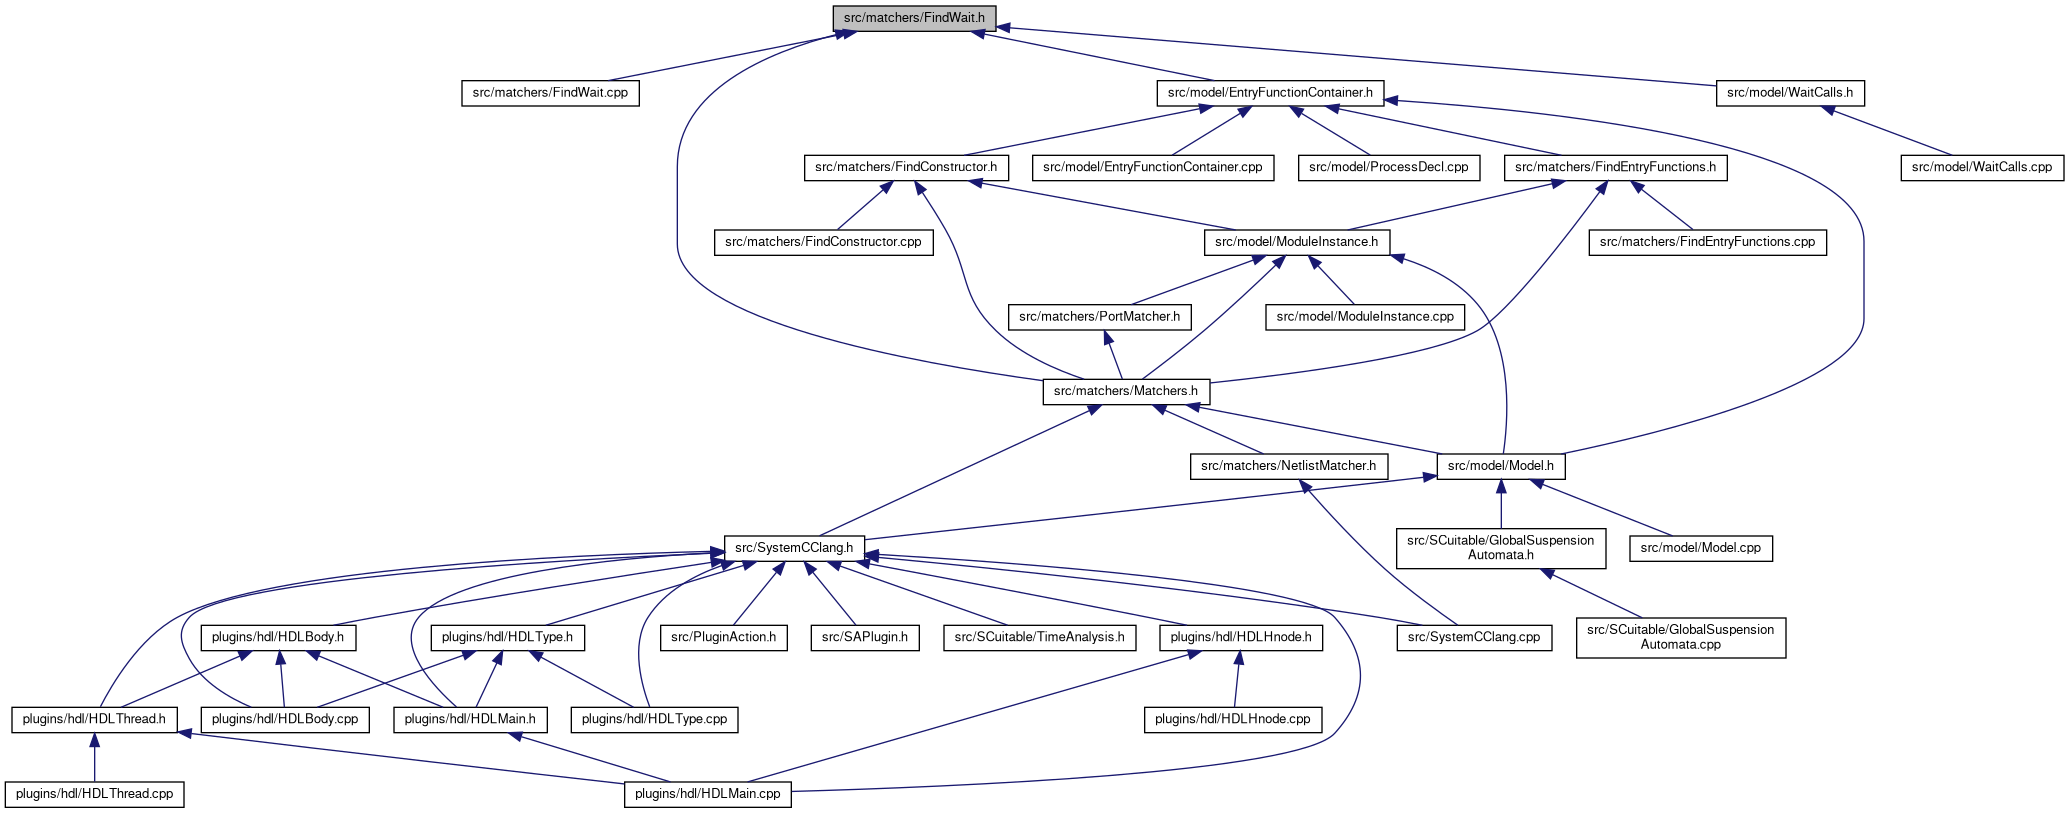 src/matchers/FindWait.h
src/matchers/FindWait.cpp
src/model/EntryFunctionContainer.h
src/model/WaitCalls.h
src/matchers/FindConstructor.h
src/model/EntryFunctionContainer.cpp
src/model/ProcessDecl.cpp
src/matchers/FindEntryFunctions.h
src/model/WaitCalls.cpp
src/matchers/FindConstructor.cpp
src/model/ModuleInstance.h
src/matchers/FindEntryFunctions.cpp
src/matchers/PortMatcher.h
src/model/ModuleInstance.cpp
src/matchers/Matchers.h
src/matchers/NetlistMatcher.h
src/model/Model.h
src/SystemCClang.h
src/SCuitable/GlobalSuspension
Automata.h
src/model/Model.cpp
plugins/hdl/HDLBody.h
plugins/hdl/HDLType.h
src/PluginAction.h
src/SAPlugin.h
src/SCuitable/TimeAnalysis.h
plugins/hdl/HDLHnode.h
src/SystemCClang.cpp
src/SCuitable/GlobalSuspension
Automata.cpp
plugins/hdl/HDLThread.h
plugins/hdl/HDLBody.cpp
plugins/hdl/HDLMain.h
plugins/hdl/HDLType.cpp
plugins/hdl/HDLHnode.cpp
plugins/hdl/HDLThread.cpp
plugins/hdl/HDLMain.cpp